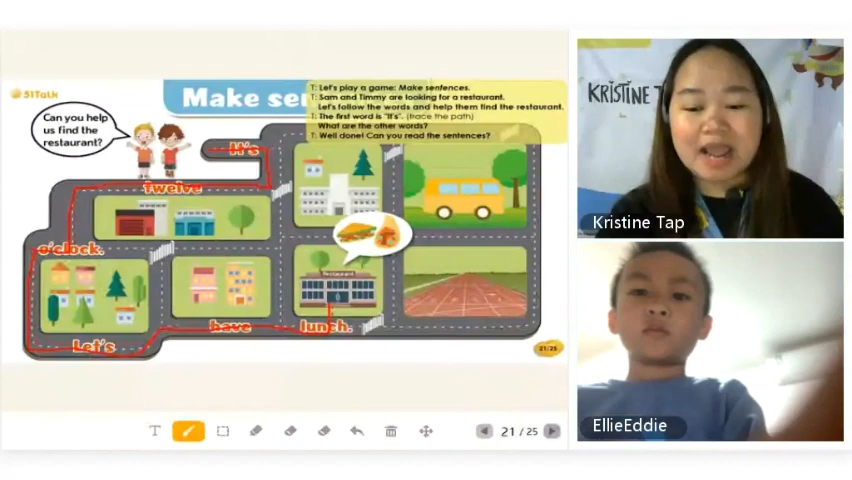 51Talk
Make sen
T: Let's play a game: Make sentences.
T: Sam and Timmy are looking for a restaurant.
Let's follow the words and help them find the restaurant.
T: The first word is "It's". (trace the path)
What are the other words?
T: Well done! Can you read the sentences?
Can you help
us find the
restaurant?
It's
twelve
o'clock.
Restaurant
Let's
have
lunch.
21/25
T
21 / 25
KRISTINE T
Kristine Tap
EllieEddie